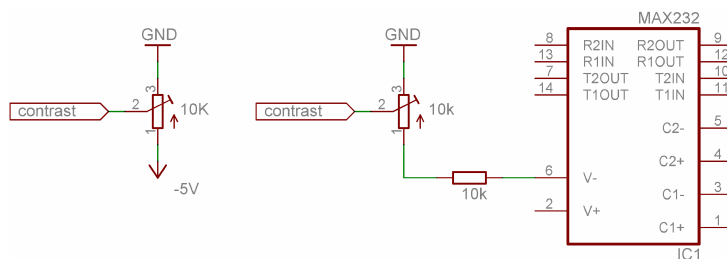 GND
3
contrast
2
10K
1
-5V
GND
3
contrast
2
10k
1
10k
MAX232
8 R2IN R2OUT 9
13 R1IN R1OUT 12
7 T2OUT T2IN 10
14 T1OUT T1IN 11
C2- 5
C2+ 4
6 V- C1- 3
2 V+ C1+ 1
IC1